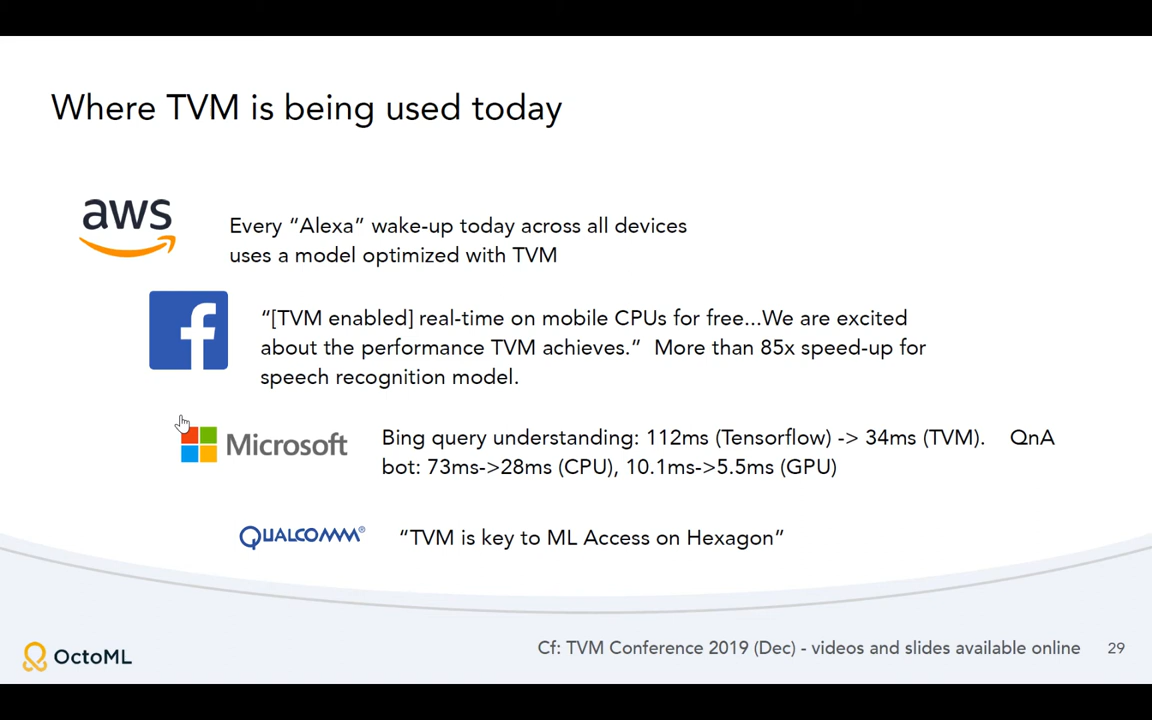 Where TVM is being used today
aws
Every “Alexa” wake-up today across all devices
uses a model optimized with TVM
“[TVM enabled] real-time on mobile CPUs for free...We are excited
about the performance TVM achieves.”  More than 85x speed-up for
speech recognition model.
Microsoft
Bing query understanding: 112ms (Tensorflow) -> 34ms (TVM).    QnA
bot: 73ms->28ms (CPU), 10.1ms->5.5ms (GPU)
QUALCOMM®
“TVM is key to ML Access on Hexagon”
OctoML
Cf: TVM Conference 2019 (Dec) - videos and slides available online
29